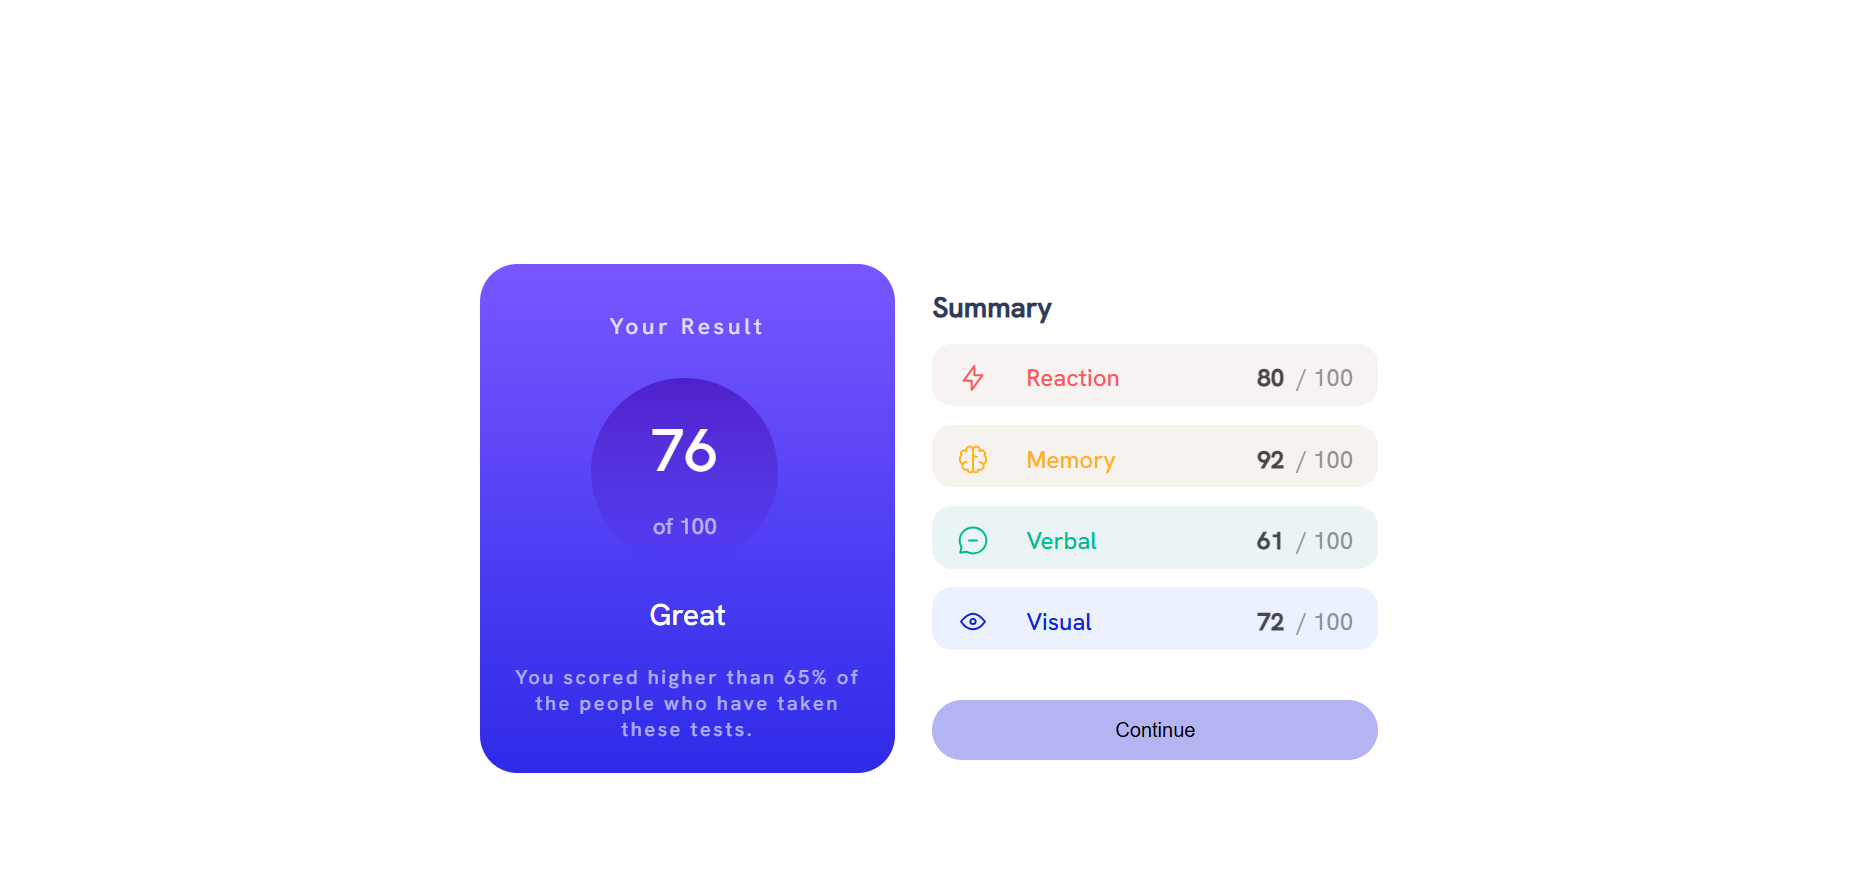 Your Result
76
of 100
Great
You scored higher than 65% of
the people who have taken
these tests.
Summary
Reaction 80 / 100
Memory 92 / 100
Verbal 61 / 100
Visual 72 / 100
Continue